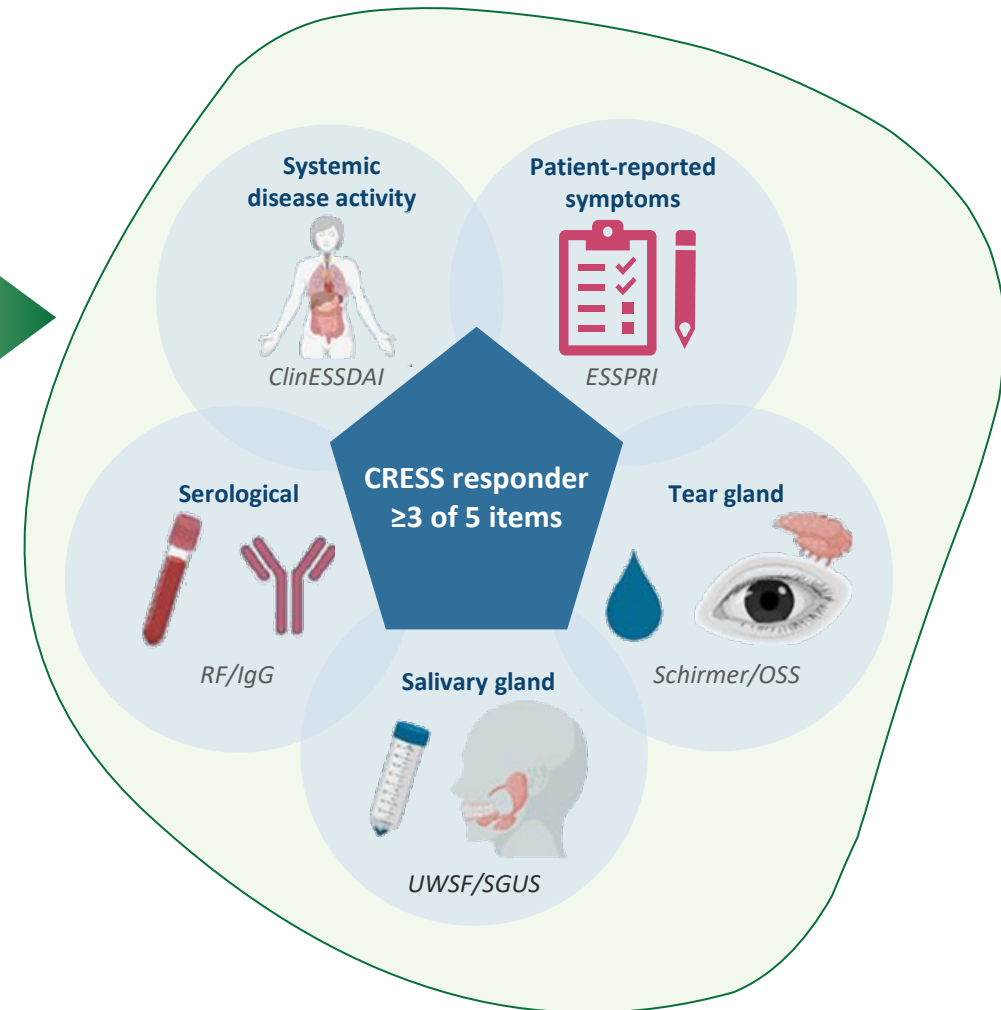 Systemic
disease activity
ClinESSDAI
Patient-reported
symptoms
ESSPRI
CRESS responder
≥3 of 5 items
Serological
RF/IgG
Tear gland
Schirmer/OSS
Salivary gland
UWSF/SGUS